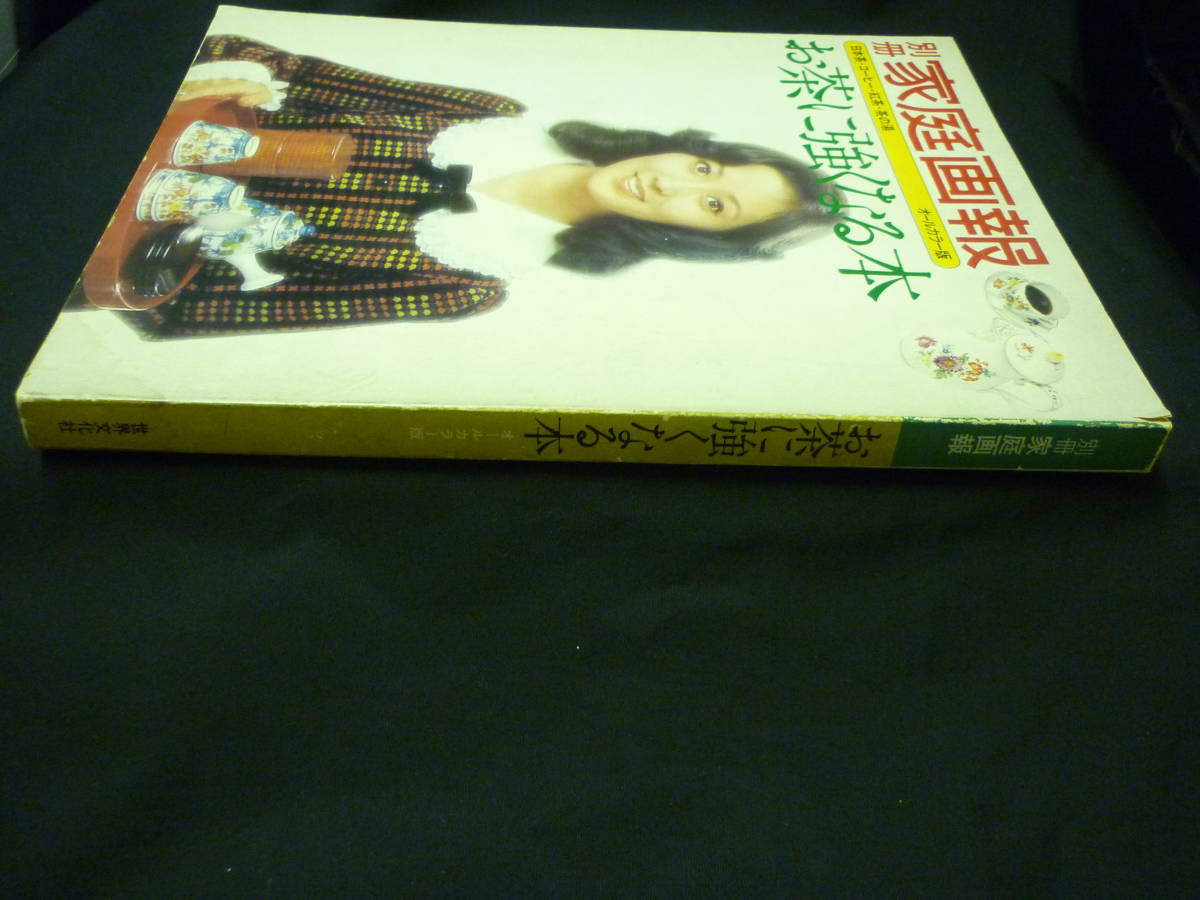 別冊
家庭画報
日本茶・コーヒー・紅茶・茶の湯
オールカラー版
お茶に強くなる本
別冊 家庭画報
お茶に強くなる本
オールカラー版
世界文化社